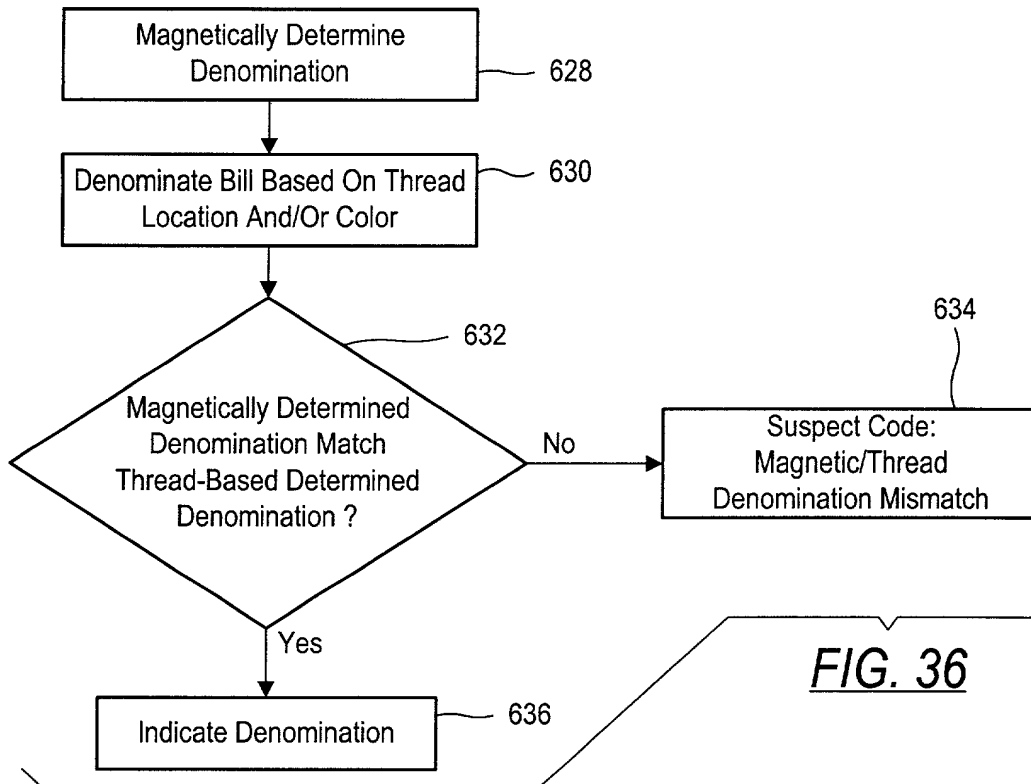 Magnetically Determine
Denomination
628
Denominate Bill Based On Thread
Location And/Or Color
630
632
Magnetically Determined
Denomination Match
Thread-Based Determined
Denomination ?
No
634
Suspect Code:
Magnetic/Thread
Denomination Mismatch
Yes
Indicate Denomination
636
FIG. 36